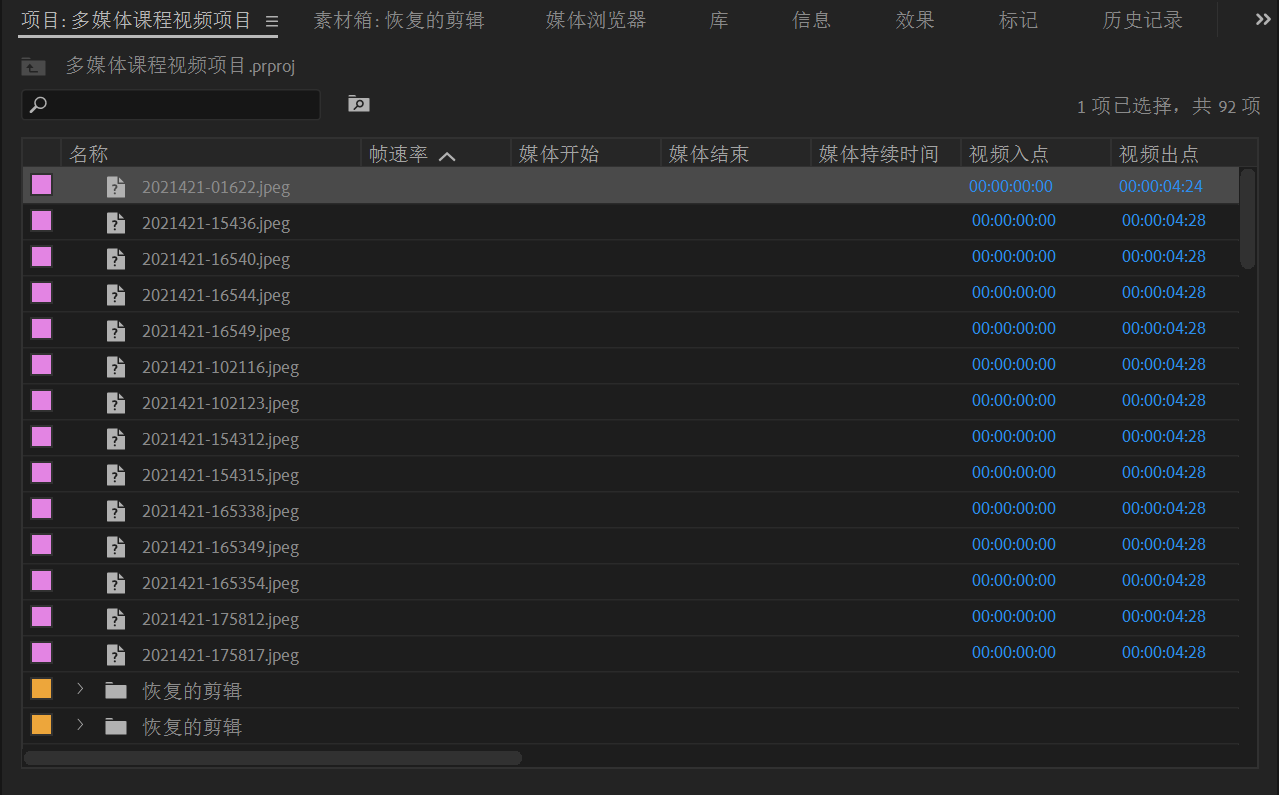 项目: 多媒体课程视频项目 素材箱: 恢复的剪辑 媒体浏览器 库 信息 效果 标记 历史记录
多媒体课程视频项目.prproj
1 项已选择，共 92 项
名称 帧速率 媒体开始 媒体结束 媒体持续时间 视频入点 视频出点
2021421-01622.jpeg 00:00:00:00 00:00:04:24
2021421-15436.jpeg 00:00:00:00 00:00:04:28
2021421-16540.jpeg 00:00:00:00 00:00:04:28
2021421-16544.jpeg 00:00:00:00 00:00:04:28
2021421-16549.jpeg 00:00:00:00 00:00:04:28
2021421-102116.jpeg 00:00:00:00 00:00:04:28
2021421-102123.jpeg 00:00:00:00 00:00:04:28
2021421-154312.jpeg 00:00:00:00 00:00:04:28
2021421-154315.jpeg 00:00:00:00 00:00:04:28
2021421-165338.jpeg 00:00:00:00 00:00:04:28
2021421-165349.jpeg 00:00:00:00 00:00:04:28
2021421-165354.jpeg 00:00:00:00 00:00:04:28
2021421-175812.jpeg 00:00:00:00 00:00:04:28
2021421-175817.jpeg 00:00:00:00 00:00:04:28
恢复的剪辑
恢复的剪辑